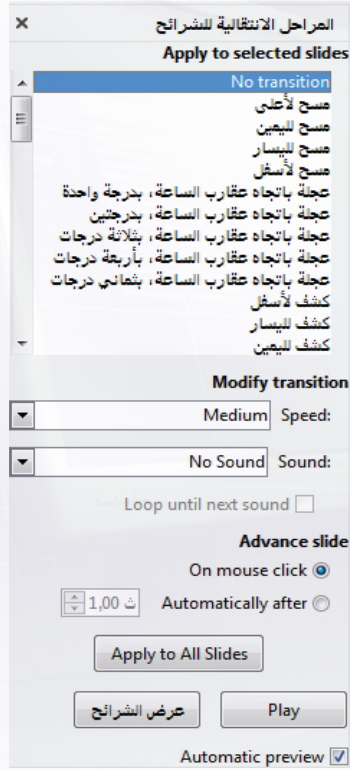 المراحل الانتقالية للشرائح
Apply to selected slides
No transition
مسح لأعلى
مسح لليمين
مسح لليسار
مسح لأسفل
عجلة باتجاه عقارب الساعة، بدرجة واحدة
عجلة باتجاه عقارب الساعة، بدرجتين
عجلة باتجاه عقارب الساعة، بثلاثة درجات
عجلة باتجاه عقارب الساعة، بأربعة درجات
عجلة باتجاه عقارب الساعة، بثماني درجات
كشف لأسفل
كشف لليسار
كشف لليمين
Modify transition
Speed: Medium
Sound: No Sound
Loop until next sound
Advance slide
On mouse click
Automatically after 1,00 ث
Apply to All Slides
Play عرض الشرائح
Automatic preview